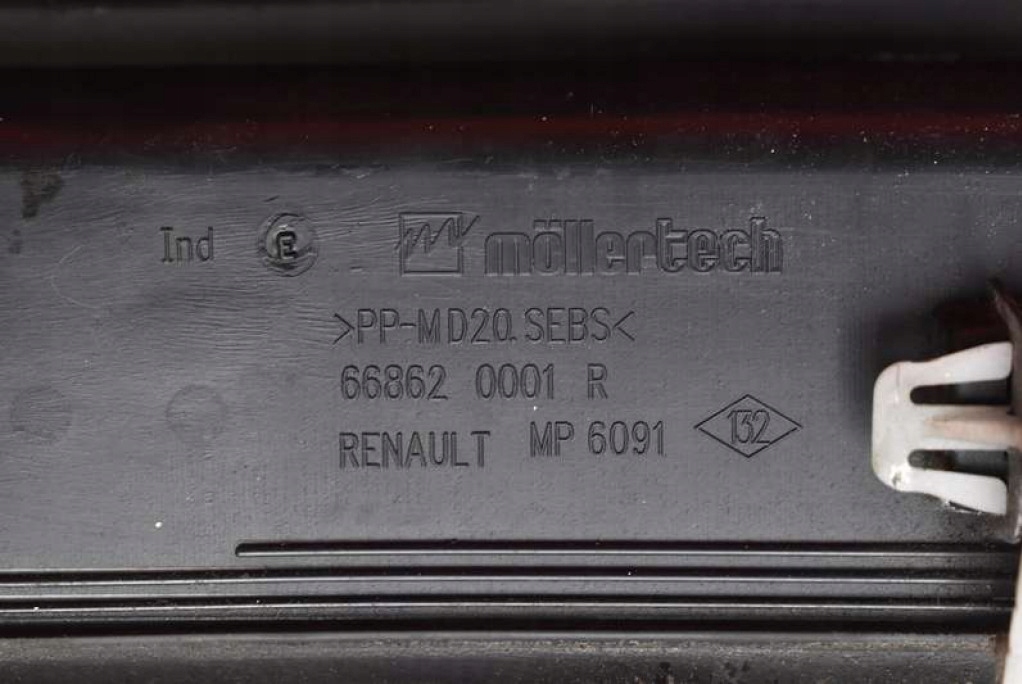 Ind E möllertech
>PP-MD20.SEBS<
66862 0001 R
RENAULT MP 6091 132